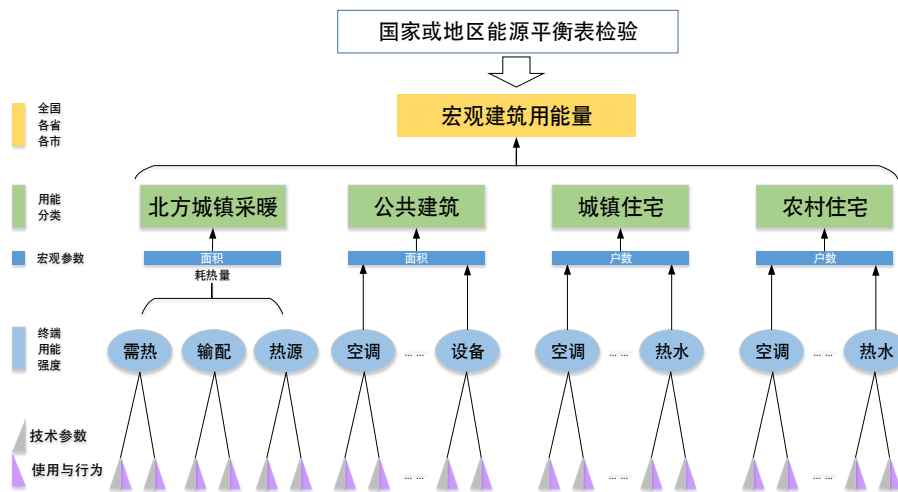 国家或地区能源平衡表检验
宏观建筑用能量
全国
各省
各市
用能
分类
北方城镇采暖
公共建筑
城镇住宅
农村住宅
宏观参数
面积
面积
户数
户数
耗热量
终端
用能
强度
需热
输配
热源
空调
... ...
设备
空调
... ...
热水
空调
... ...
热水
技术参数
使用与行为
... ...
... ...
... ...